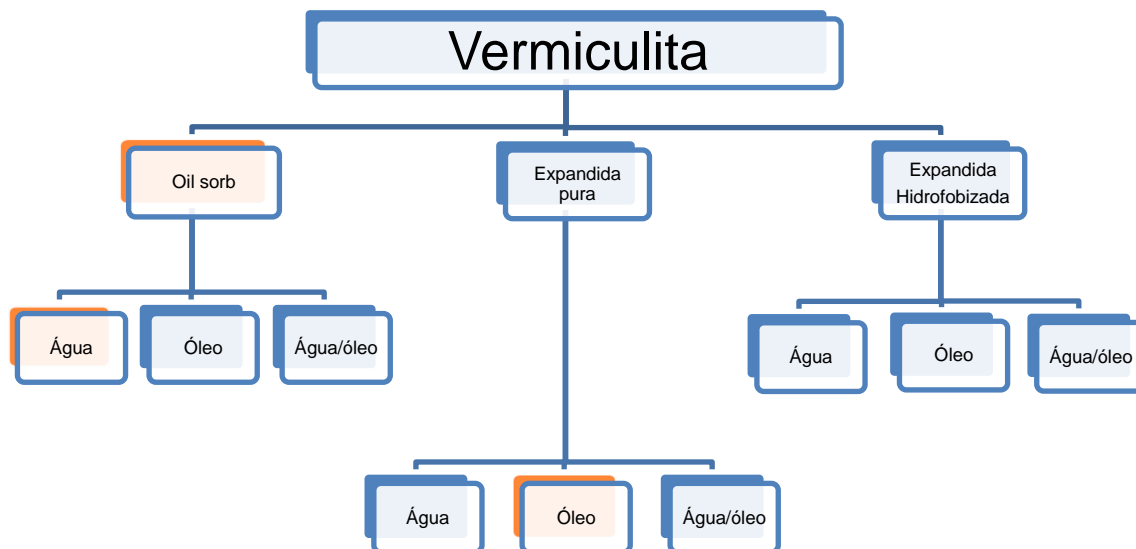 Vermiculita
Oil sorb
Expandida
pura
Expandida
Hidrofobizada
Água
Óleo
Água/óleo
Água
Óleo
Água/óleo
Água
Óleo
Água/óleo